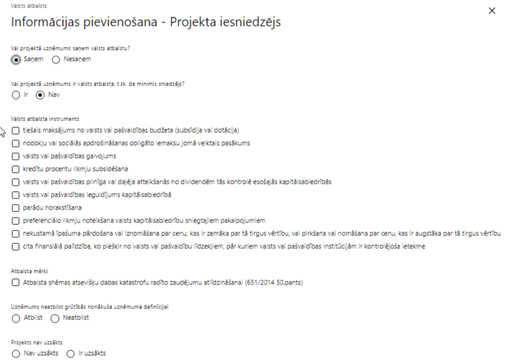 Valsts atbalsts
Informācijas pievienošana - Projekta iesniedzējs
Vai projektā uzņēmums saņem valsts atbalstu?
Saņem
Nesaņem
Vai projektā uzņēmums ir valsts atbalsta, t.sk. de minimis sniedzējs?
Ir
Nav
Valsts atbalsta instruments
tiešais maksājums no valsts vai pašvaldības budžeta (subsīdija vai dotācija)
nodokļu vai sociālās apdrošināšanas obligāto iemaksu jomā veiktais pasākums
valsts vai pašvaldības galvojums
kredītu procentu likmju subsidēšana
valsts vai pašvaldības pilnīga vai daļēja atteikšanās no dividendēm tās kontrolē esošajās kapitālsabiedrībās
valsts vai pašvaldības ieguldījums kapitālsabiedrībā
parādu norakstīšana
preferenciālo likmju noteikšana valsts kapitālsabiedrību sniegtajiem pakalpojumiem
nekustamā īpašuma pārdošana vai iznomāšana par cenu, kas ir zemāka par tā tirgus vērtību, vai pirkšana vai nomāšana par cenu, kas ir augstāka par tā tirgus vērtību
cita finansiālā palīdzība, ko piešķir no valsts vai pašvaldību līdzekļiem, pār kuriem valsts vai pašvaldības institūcijām ir kontrolējoša ietekme
Atbalsta mērķi
Atbalsta shēmas atsevišķu dabas katastrofu radīto zaudējumu atlīdzināšanai (651/2014 50.pants)
Uzņēmums neatbilst grūtībās nonākuša uzņēmuma definīcijai
Atbilst
Neatbilst
Projekts nav uzsākts
Nav uzsākts
Ir uzsākts